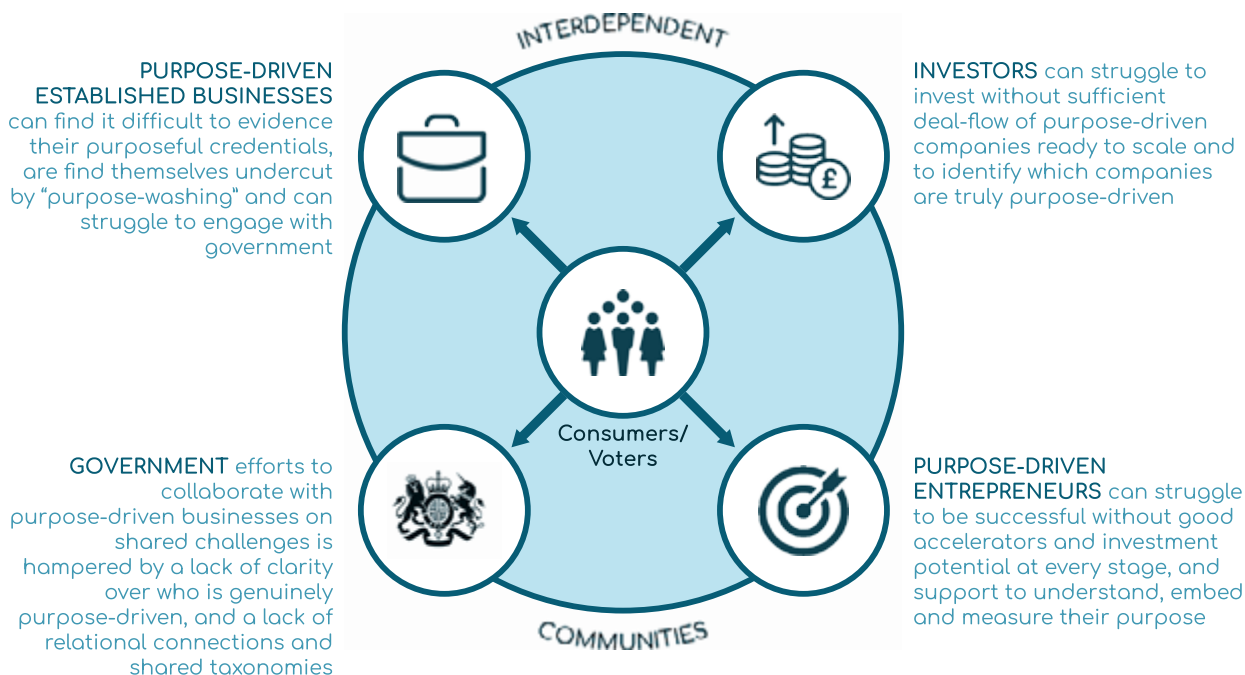 INTERDEPENDENT
PURPOSE-DRIVEN
ESTABLISHED BUSINESSES
can find it difficult to evidence
their purposeful credentials,
are find themselves undercut
by “purpose-washing” and can
struggle to engage with
government
INVESTORS can struggle to
invest without sufficient
deal-flow of purpose-driven
companies ready to scale and
to identify which companies
are truly purpose-driven
£
Consumers/
Voters
GOVERNMENT efforts to
collaborate with
purpose-driven businesses on
shared challenges is
hampered by a lack of clarity
over who is genuinely
purpose-driven, and a lack of
relational connections and
shared taxonomies
PURPOSE-DRIVEN
ENTREPRENEURS can struggle
to be successful without good
accelerators and investment
potential at every stage, and
support to understand, embed
and measure their purpose
COMMUNITIES